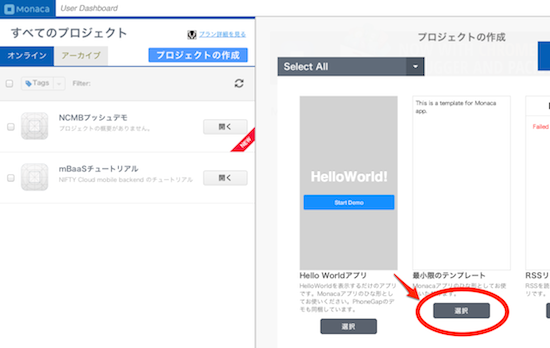 Monaca User Dashboard
すべてのプロジェクト
プラン詳細を見る
オンライン
アーカイブ
プロジェクトの作成
Tags
Filter:
NCMBプッシュデモ
プロジェクトの概要がありません。
開く
NEW
mBaaSチュートリアル
NIFTY Cloud mobile backend のチュートリアル
開く
プロジェクトの作成
Select All
HelloWorld!
Start Demo
Hello Worldアプリ
HelloWorldを表示するだけのアプリ
です。Monacaアプリのひな形とし
てお使いください。PhoneGapのデ
モも同梱しています。
選択
This is a template for Monaca
app.
最小限のテンプレート
Monacaアプリのひな形としてお使
選択
Failed
RSSリ
RSSを読